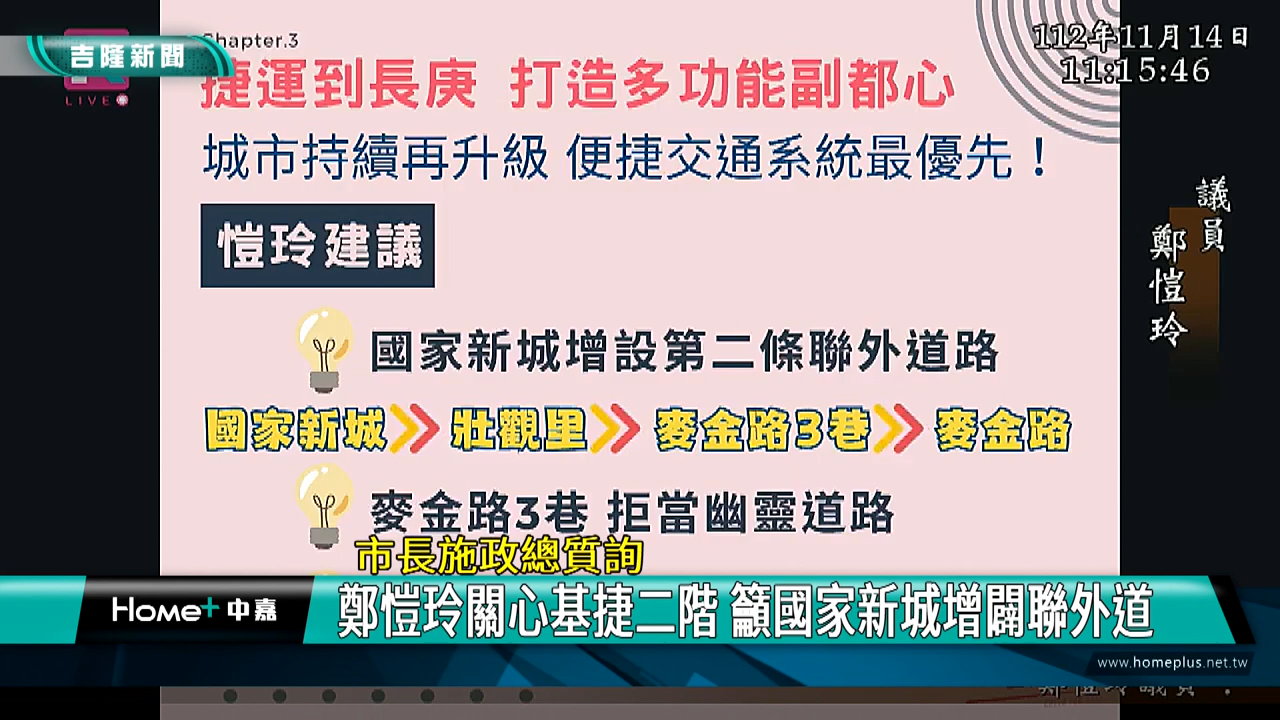 吉隆新聞
LIVE
Chapter.3
112年11月14日
11:15:46
捷運到長庚 打造多功能副都心
城市持續再升級 便捷交通系統最優先！
議員
鄭愷玲
愷玲建議
國家新城增設第二條聯外道路
國家新城 壯觀里 麥金路3巷 麥金路
麥金路3巷 拒當幽靈道路
市長施政總質詢
Home+中嘉
鄭愷玲關心基捷二階 籲國家新城增闢聯外道
www.homeplus.net.tw